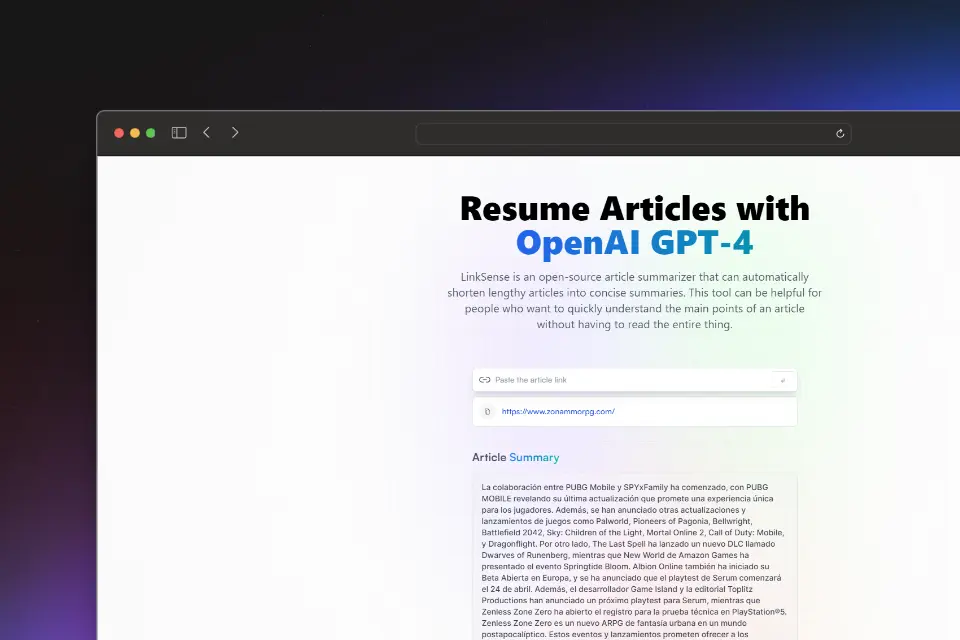 Resume Articles with
OpenAI GPT-4
LinkSense is an open-source article summarizer that can automatically
shorten lengthy articles into concise summaries. This tool can be helpful for
people who want to quickly understand the main points of an article
without having to read the entire thing.
Paste the article link
https://www.zonammorpg.com/
Article Summary
La colaboración entre PUBG Mobile y SPYxFamily ha comenzado, con PUBG
MOBILE revelando su última actualización que promete una experiencia única
para los jugadores. Además, se han anunciado otras actualizaciones y
lanzamientos de juegos como Palworld, Pioneers of Pagonia, Bellwright,
Battlefield 2042, Sky: Children of the Light, Mortal Online 2, Call of Duty: Mobile,
y Dragonflight. Por otro lado, The Last Spell ha lanzado un nuevo DLC llamado
Dwarves of Runenberg, mientras que New World de Amazon Games ha
presentado el evento Springtide Bloom. Albion Online también ha iniciado su
Beta Abierta en Europa, y se ha anunciado que el playtest de Serum comenzará
el 24 de abril. Además, el desarrollador Game Island y la editorial Toplitz
Productions han anunciado un próximo playtest para Serum, mientras que
Zenless Zone Zero ha abierto el registro para la prueba técnica en PlayStation®5.
Zenless Zone Zero es un nuevo ARPG de fantasía urbana en un mundo
postapocalíptico. Estos eventos y lanzamientos prometen ofrecer a los